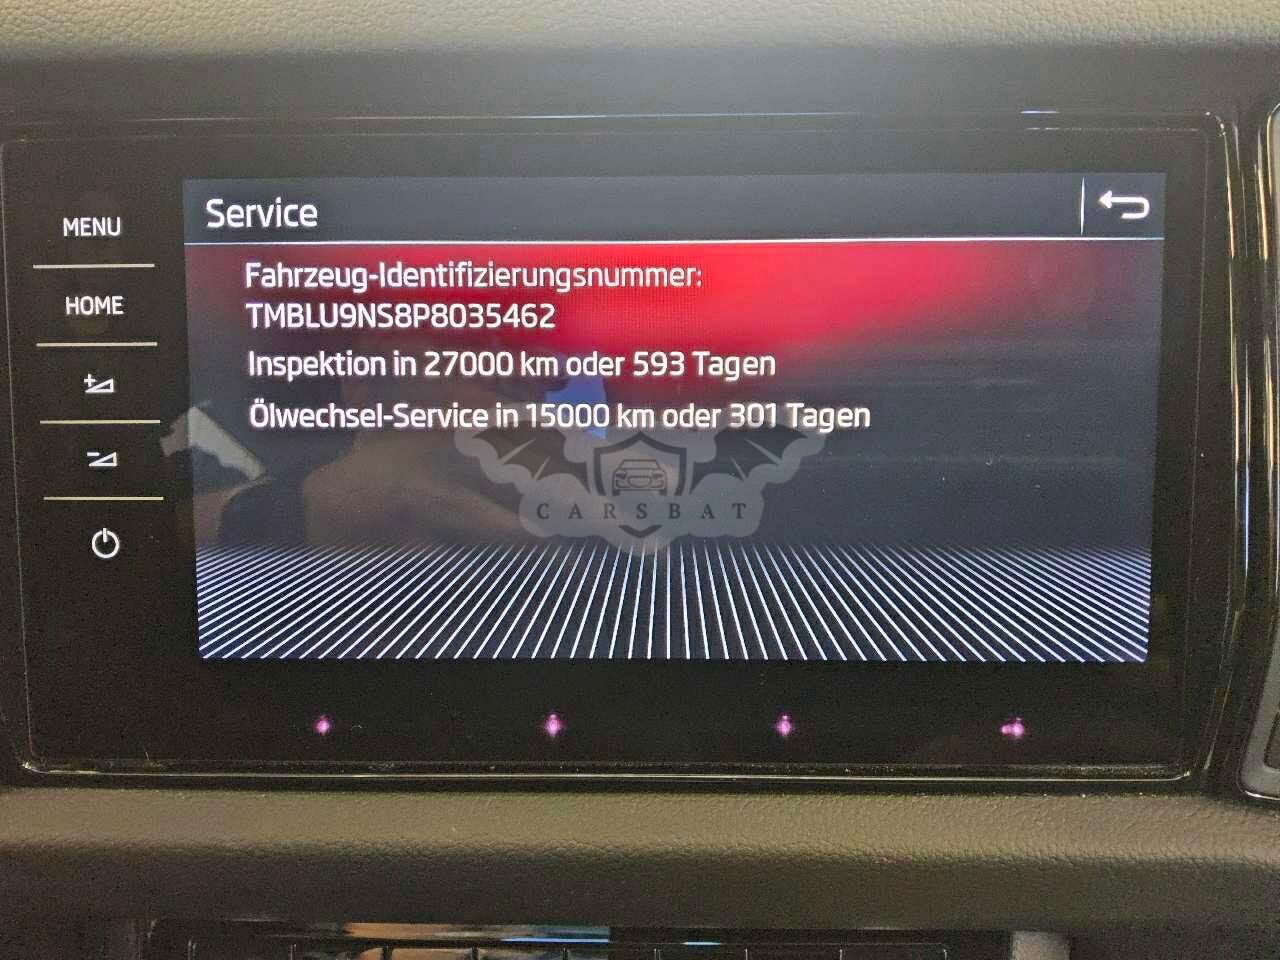 MENU
HOME
Service
Fahrzeug-Identifizierungsnummer:
TMBLU9NS8P8035462
Inspektion in 27000 km oder 593 Tagen
Ölwechsel-Service in 15000 km oder 301 Tagen
CARSBAT